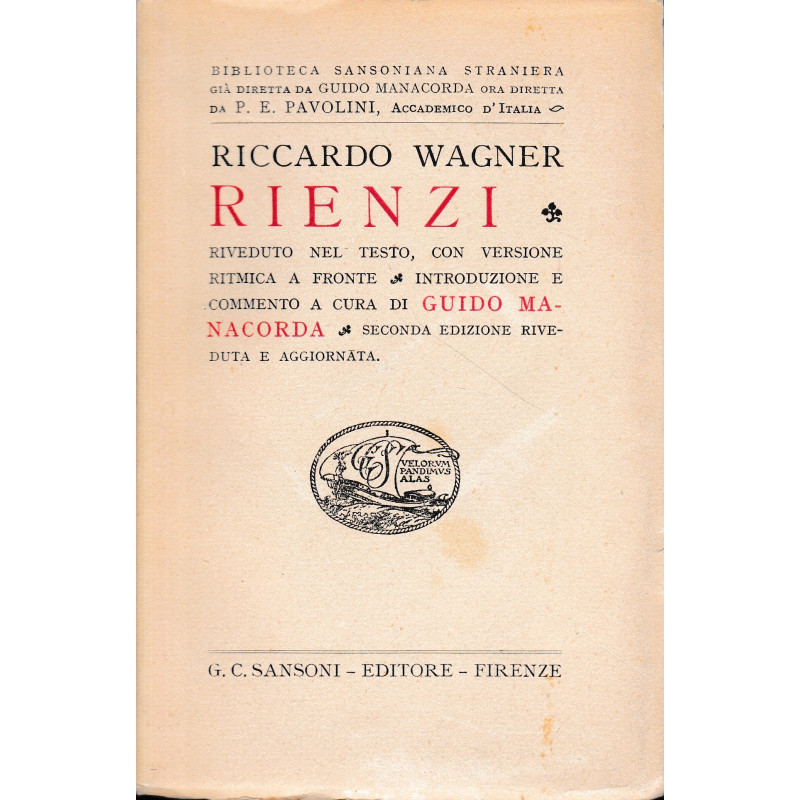 BIBLIOTECA SANSONIANA STRANIERA
GIÀ DIRETTA DA GUIDO MANACORDA ORA DIRETTA
DA P. E. PAVOLINI, ACCADEMICO D'ITALIA
RICCARDO WAGNER
RIENZI
RIVEDUTO NEL TESTO, CON VERSIONE
RITMICA A FRONTE INTRODUZIONE E
COMMENTO A CURA DI GUIDO MA-
NACORDA SECONDA EDIZIONE RIVE-
DUTA E AGGIORNATA.
GCS
VELORVM
PANDIMVS
ALAS
G. C. SANSONI – EDITORE – FIRENZE